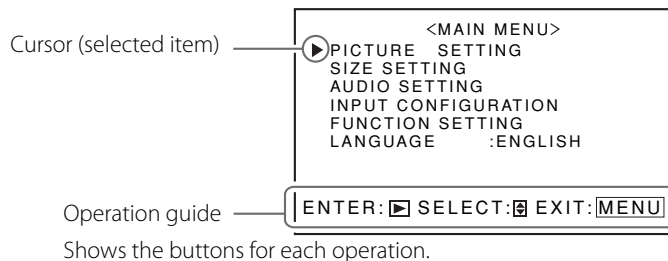 <MAIN MENU>
Cursor (selected item)
▶PICTURE SETTING
SIZE SETTING
AUDIO SETTING
INPUT CONFIGURATION
FUNCTION SETTING
LANGUAGE :ENGLISH
Operation guide
ENTER:▶ SELECT:⬍ EXIT:MENU
Shows the buttons for each operation.